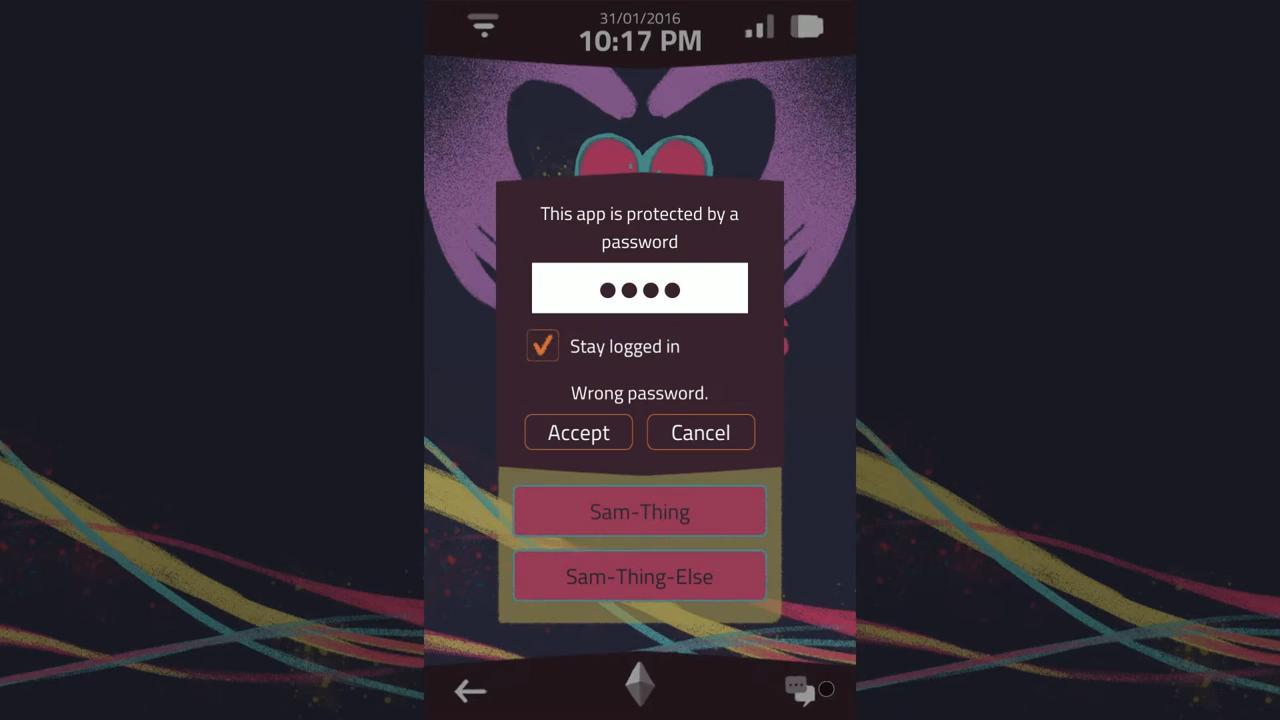 31/01/2016
10:17 PM
This app is protected by a
password
●●●●
Stay logged in
Wrong password.
Accept
Cancel
Sam-Thing
Sam-Thing-Else